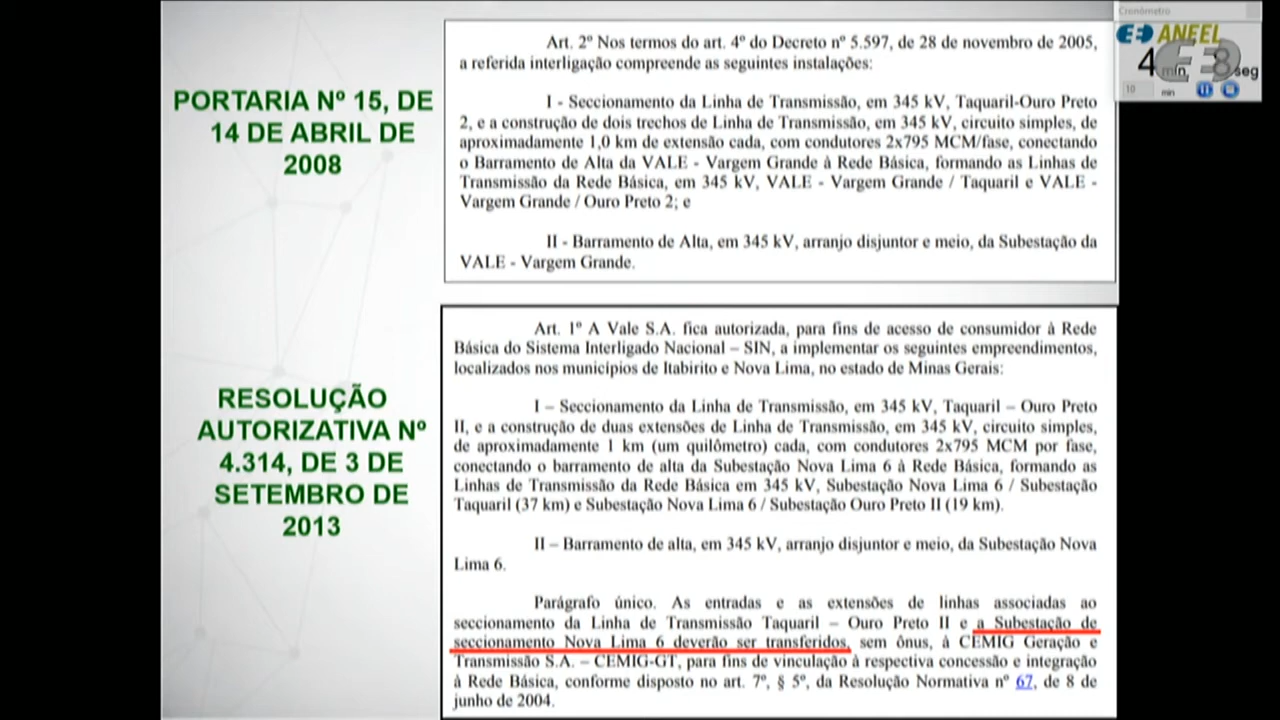 Cronômetro
ANEEL
4 min 8 seg
10 min
PORTARIA Nº 15, DE
14 DE ABRIL DE
2008
Art. 2º Nos termos do art. 4º do Decreto nº 5.597, de 28 de novembro de 2005,
a referida interligação compreende as seguintes instalações:
I - Seccionamento da Linha de Transmissão, em 345 kV, Taquaril-Ouro Preto
2, e a construção de dois trechos de Linha de Transmissão, em 345 kV, circuito simples, de
aproximadamente 1,0 km de extensão cada, com condutores 2x795 MCM/fase, conectando
o Barramento de Alta da VALE - Vargem Grande à Rede Básica, formando as Linhas de
Transmissão da Rede Básica, em 345 kV, VALE - Vargem Grande / Taquaril e VALE -
Vargem Grande / Ouro Preto 2; e
II - Barramento de Alta, em 345 kV, arranjo disjuntor e meio, da Subestação da
VALE - Vargem Grande.
RESOLUÇÃO
AUTORIZATIVA Nº
4.314, DE 3 DE
SETEMBRO DE
2013
Art. 1º A Vale S.A. fica autorizada, para fins de acesso de consumidor à Rede
Básica do Sistema Interligado Nacional – SIN, a implementar os seguintes empreendimentos,
localizados nos municípios de Itabirito e Nova Lima, no estado de Minas Gerais:
I – Seccionamento da Linha de Transmissão, em 345 kV, Taquaril – Ouro Preto
II, e a construção de duas extensões de Linha de Transmissão, em 345 kV, circuito simples,
de aproximadamente 1 km (um quilômetro) cada, com condutores 2x795 MCM por fase,
conectando o barramento de alta da Subestação Nova Lima 6 à Rede Básica, formando as
Linhas de Transmissão da Rede Básica em 345 kV, Subestação Nova Lima 6 / Subestação
Taquaril (37 km) e Subestação Nova Lima 6 / Subestação Ouro Preto II (19 km).
II – Barramento de alta, em 345 kV, arranjo disjuntor e meio, da Subestação Nova
Lima 6.
Parágrafo único. As entradas e as extensões de linhas associadas ao
seccionamento da Linha de Transmissão Taquaril – Ouro Preto II e a Subestação de
seccionamento Nova Lima 6 deverão ser transferidos, sem ônus, à CEMIG Geração e
Transmissão S.A. – CEMIG-GT, para fins de vinculação à respectiva concessão e integração
à Rede Básica, conforme disposto no art. 7º, § 5º, da Resolução Normativa nº 67, de 8 de
junho de 2004.